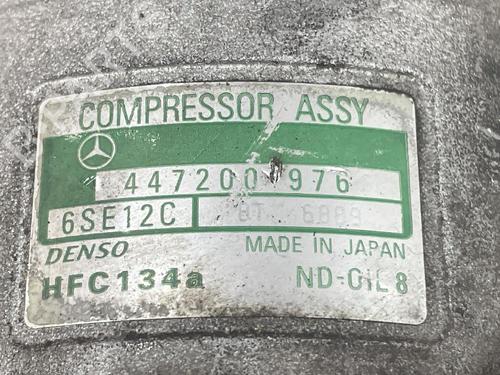 COMPRESSOR ASSY
447200 976
6SE12C
DENSO MADE IN JAPAN
HFC134a ND-OIL 8